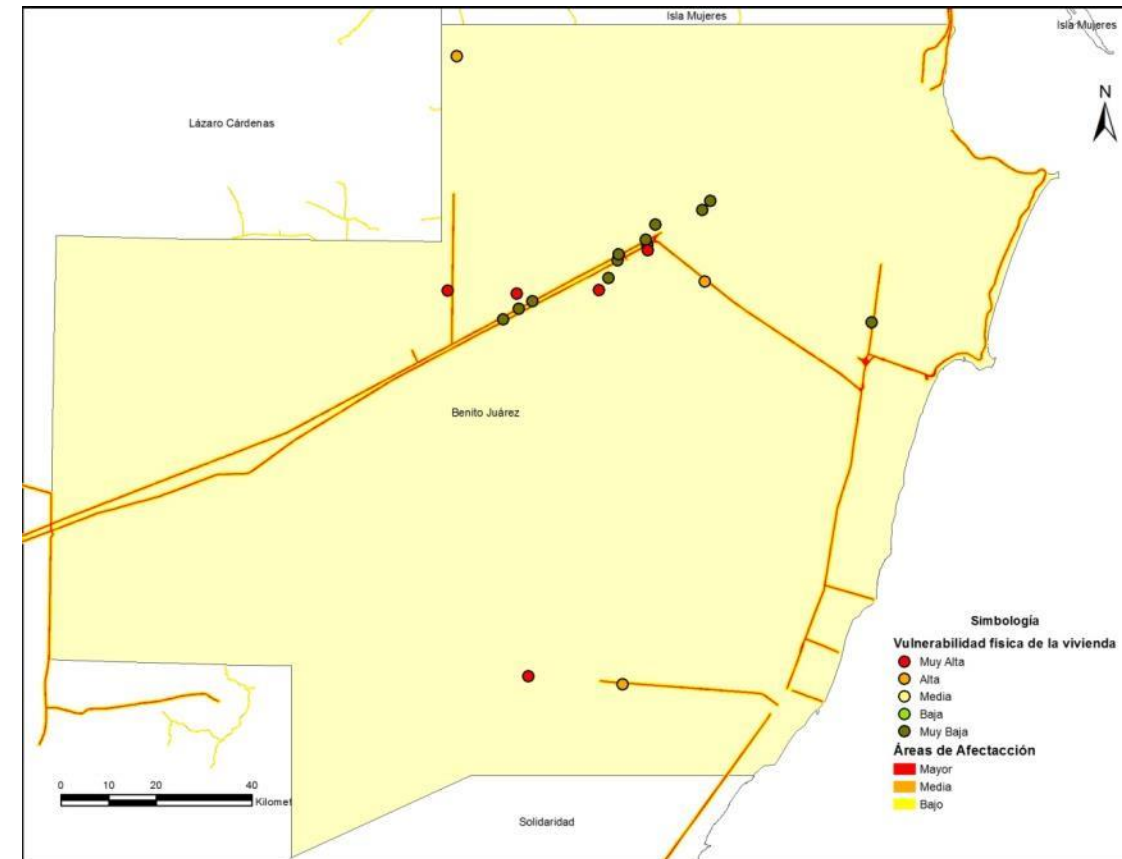 Isla Mujeres
Isla Mujeres
N
Lázaro Cárdenas
Benito Juárez
Simbología
Vulnerabilidad física de la vivienda
Muy Alta
Alta
Media
Baja
Muy Baja
Áreas de Afectacción
Mayor
Media
Bajo
0 10 20 40
Kilomet
Solidaridad